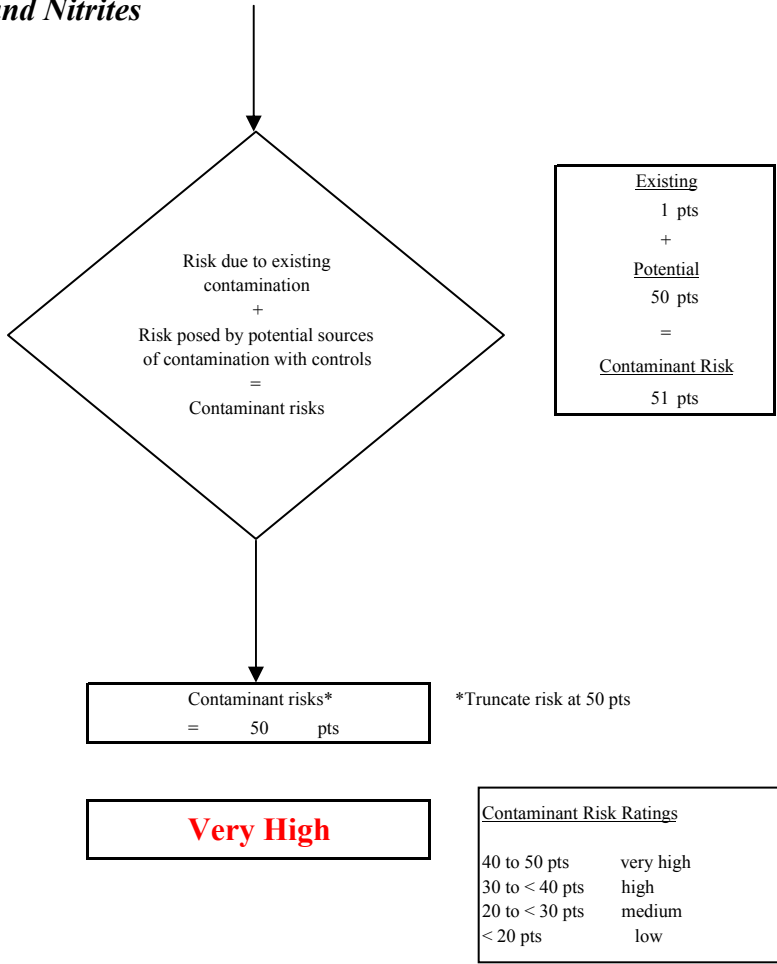 and Nitrites
Risk due to existing
contamination
+
Risk posed by potential sources
of contamination with controls
=
Contaminant risks
Existing
1 pts
+
Potential
50 pts
=
Contaminant Risk
51 pts
Contaminant risks*
= 50 pts
*Truncate risk at 50 pts
Very High
Contaminant Risk Ratings
40 to 50 pts very high
30 to < 40 pts high
20 to < 30 pts medium
< 20 pts low